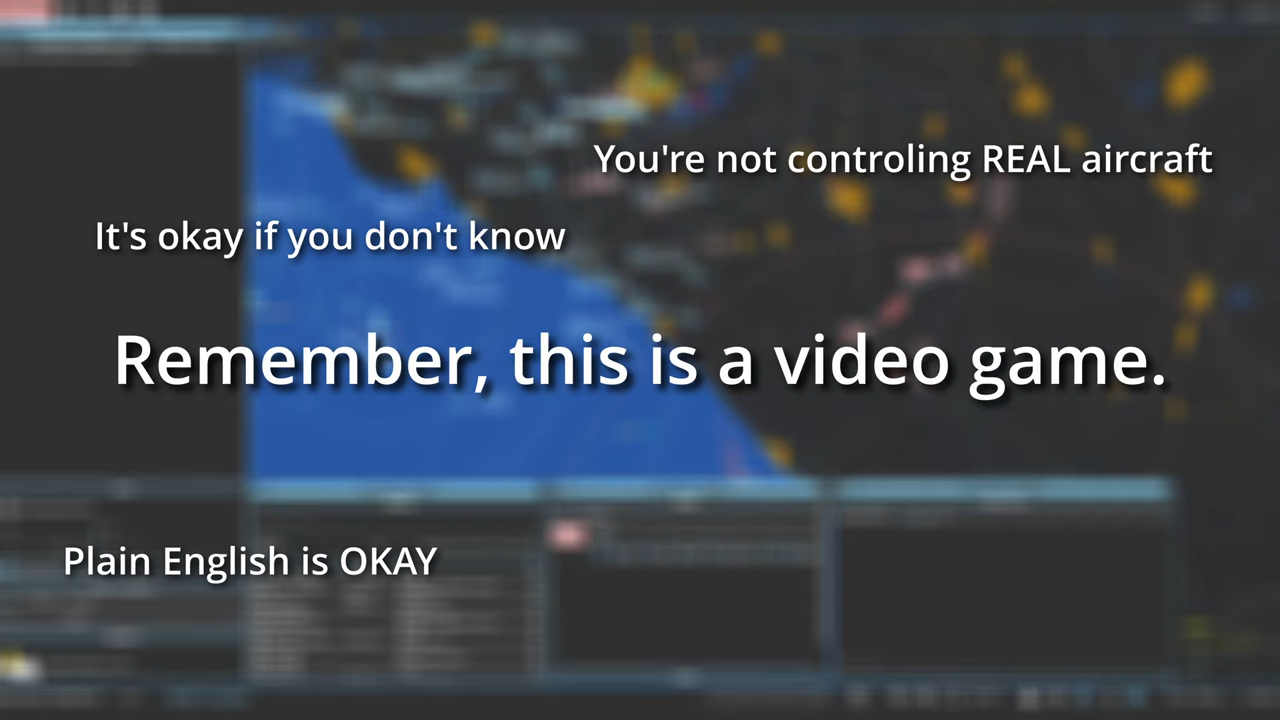 You're not controling REAL aircraft
It's okay if you don't know
Remember, this is a video game.
Plain English is OKAY